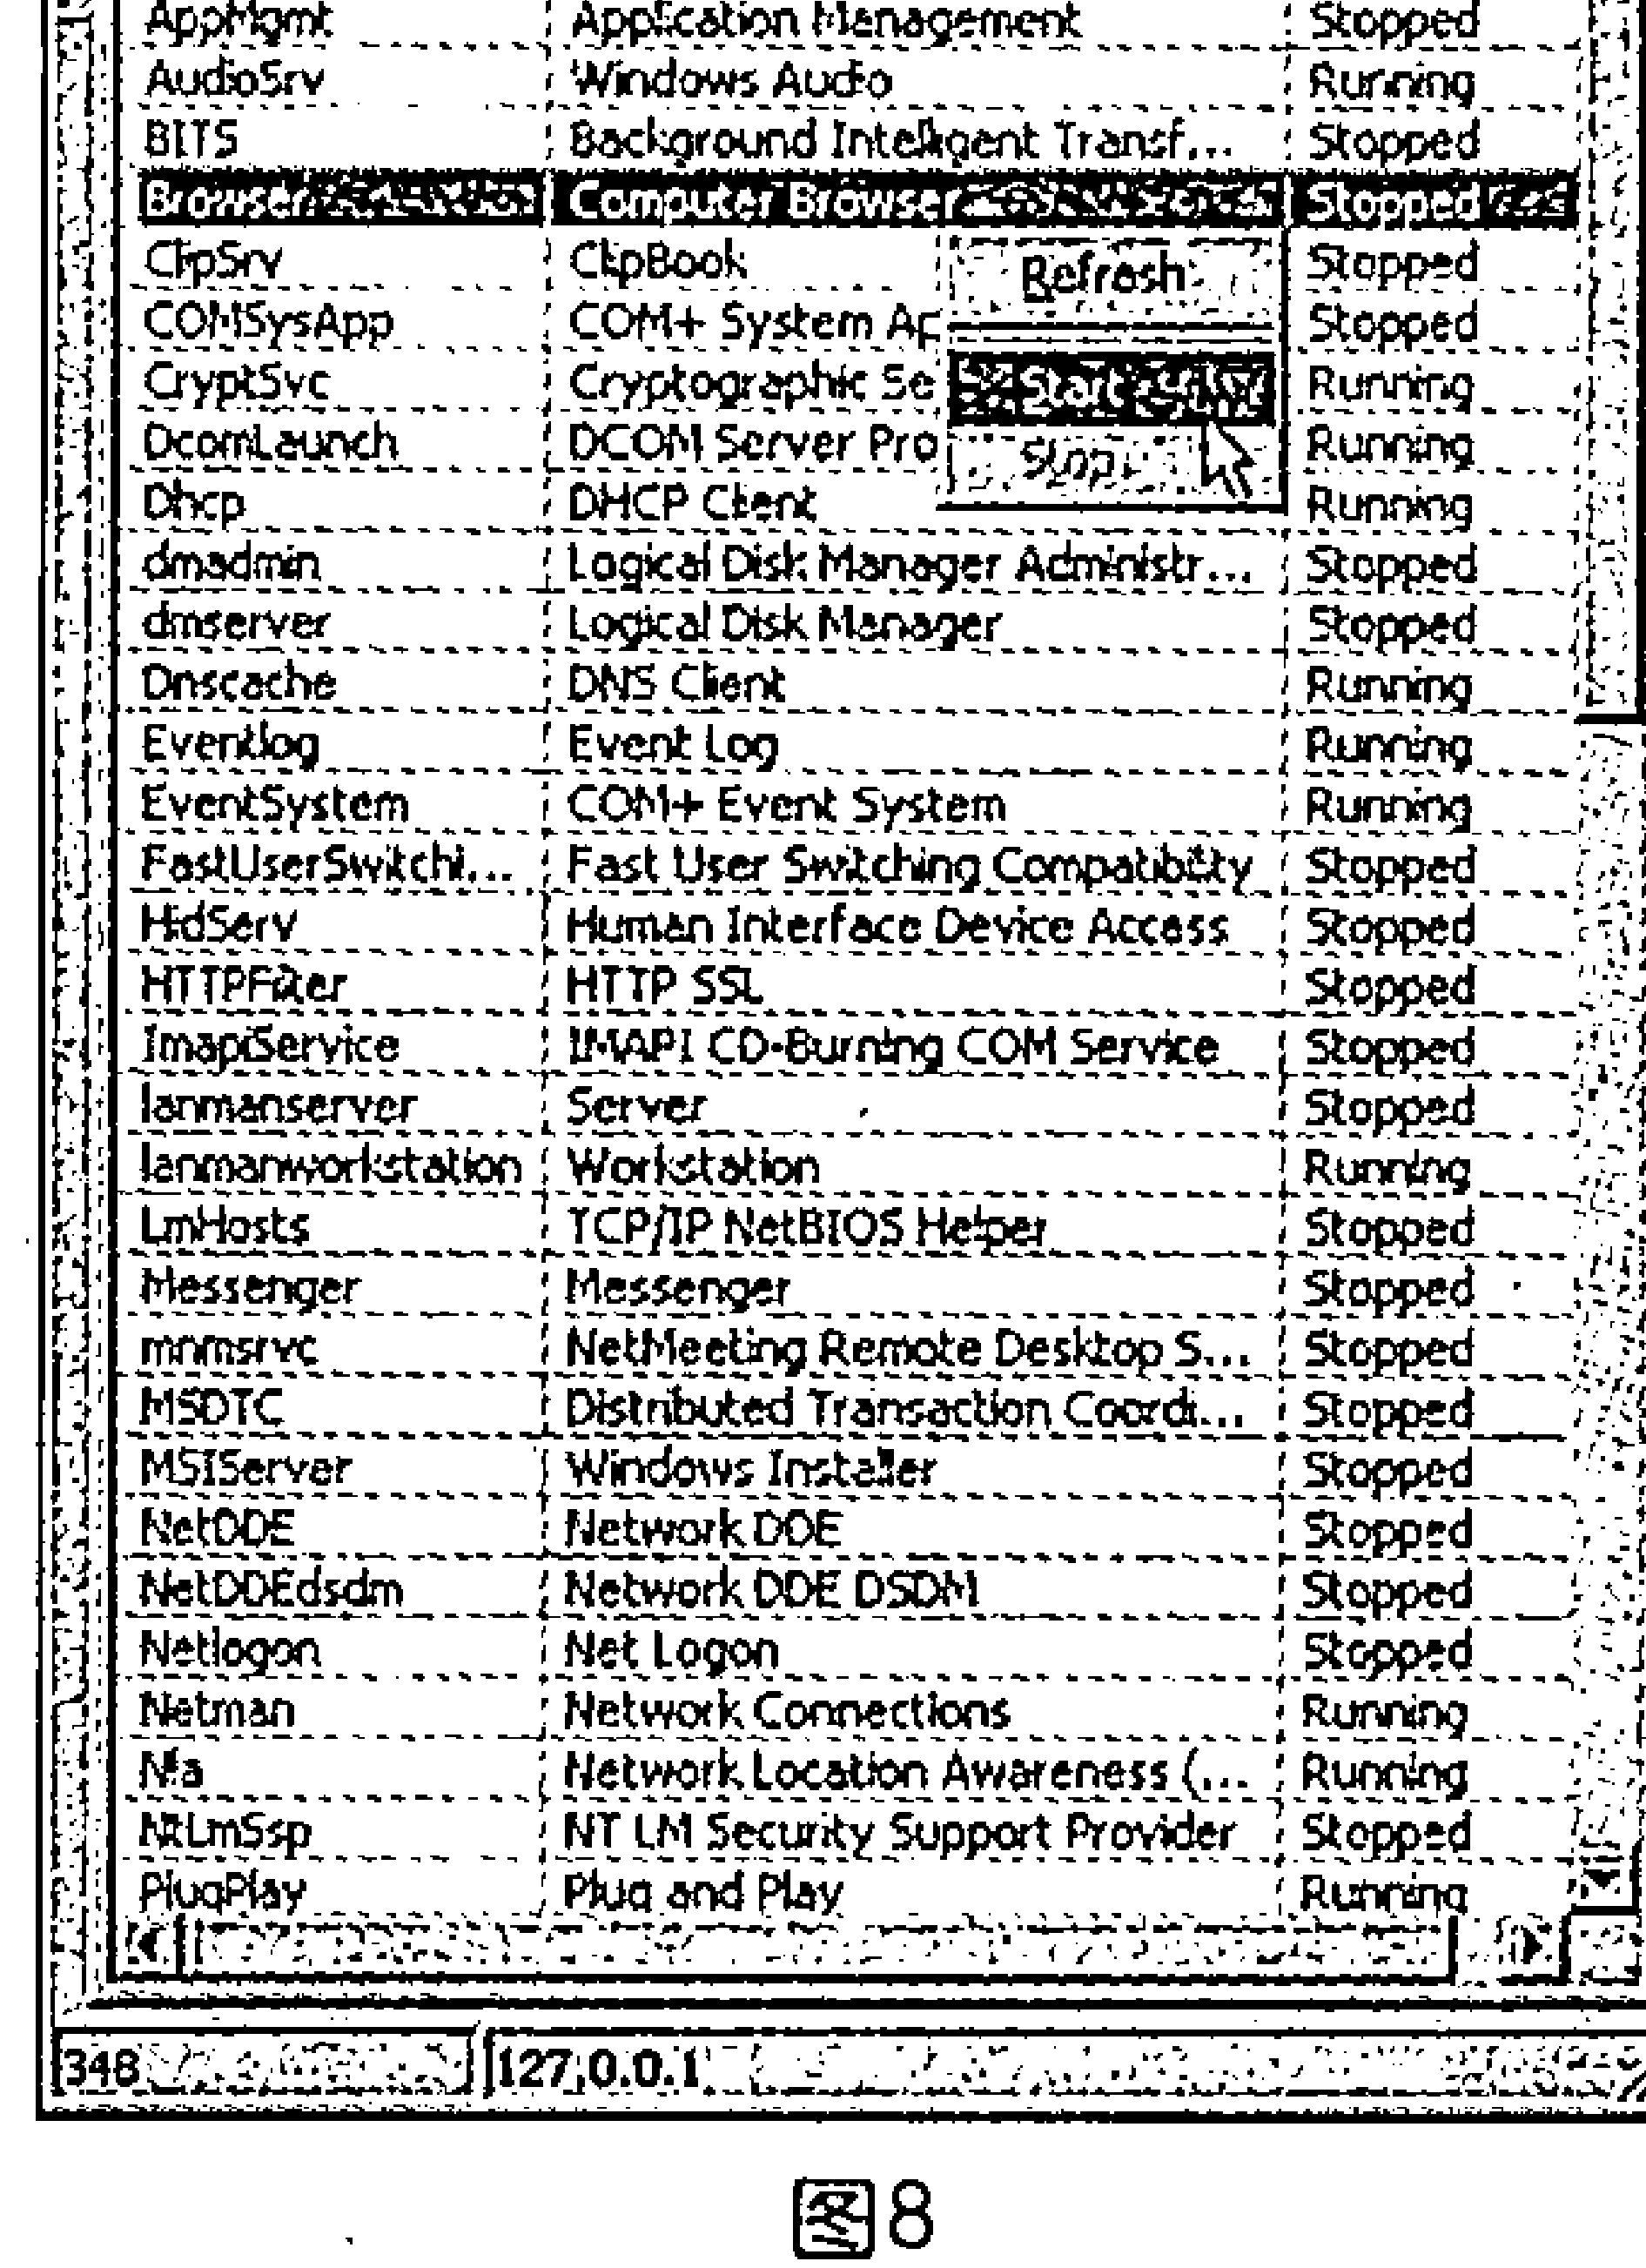 AppMgmt Application Management Stopped
AudioSrv Windows Audio Running
BITS Background Intelligent Transf... Stopped
Browser Computer Browser Stopped
ClipSrv ClipBook Stopped
Refresh
COMSysApp COM+ System Ap Stopped
CryptSvc Cryptographic Se Start Running
DcomLaunch DCOM Server Pro Running
Stop
Dhcp DHCP Client Running
dmadmin Logical Disk Manager Administr... Stopped
dmserver Logical Disk Manager Stopped
Dnscache DNS Client Running
Eventlog Event Log Running
EventSystem COM+ Event System Running
FastUserSwitchi... Fast User Switching Compatibility Stopped
HidServ Human Interface Device Access Stopped
HTTPFilter HTTP SSL Stopped
ImapiService IMAPI CD-Burning COM Service Stopped
lanmanserver Server Stopped
lanmanworkstation Workstation Running
LmHosts TCP/IP NetBIOS Helper Stopped
Messenger Messenger Stopped
mnmsrvc NetMeeting Remote Desktop S... Stopped
MSDTC Distributed Transaction Coordi... Stopped
MSIServer Windows Installer Stopped
NetDDE Network DDE Stopped
NetDDEdsdm Network DDE DSDM Stopped
Netlogon Net Logon Stopped
Netman Network Connections Running
Nla Network Location Awareness (... Running
NtLmSsp NT LM Security Support Provider Stopped
PlugPlay Plug and Play Running
348 127.0.0.1
图8